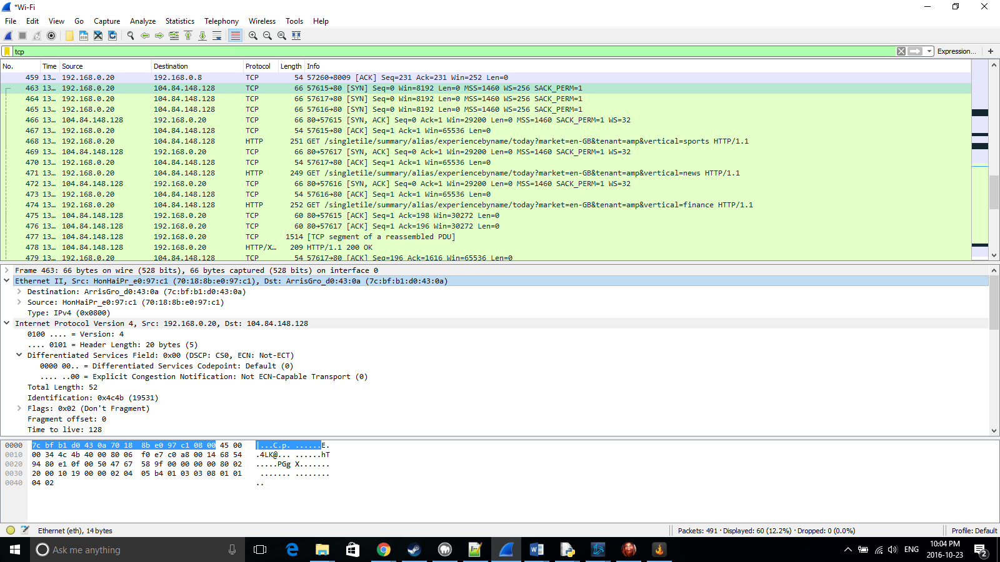 *Wi-Fi
File Edit View Go Capture Analyze Statistics Telephony Wireless Tools Help
tcp Expression... +
No. Time Source Destination Protocol Length Info
459 13... 192.168.0.20 192.168.0.8 TCP 54 57260→8009 [ACK] Seq=231 Ack=231 Win=252 Len=0
463 13... 192.168.0.20 104.84.148.128 TCP 66 57615→80 [SYN] Seq=0 Win=8192 Len=0 MSS=1460 WS=256 SACK_PERM=1
464 13... 192.168.0.20 104.84.148.128 TCP 66 57617→80 [SYN] Seq=0 Win=8192 Len=0 MSS=1460 WS=256 SACK_PERM=1
465 13... 192.168.0.20 104.84.148.128 TCP 66 57616→80 [SYN] Seq=0 Win=8192 Len=0 MSS=1460 WS=256 SACK_PERM=1
466 13... 104.84.148.128 192.168.0.20 TCP 66 80→57615 [SYN, ACK] Seq=0 Ack=1 Win=29200 Len=0 MSS=1460 SACK_PERM=1 WS=32
467 13... 192.168.0.20 104.84.148.128 TCP 54 57615→80 [ACK] Seq=1 Ack=1 Win=65536 Len=0
468 13... 192.168.0.20 104.84.148.128 HTTP 251 GET /singletile/summary/alias/experiencebyname/today?market=en-GB&tenant=amp&vertical=sports HTTP/1.1
469 13... 104.84.148.128 192.168.0.20 TCP 66 80→57617 [SYN, ACK] Seq=0 Ack=1 Win=29200 Len=0 MSS=1460 SACK_PERM=1 WS=32
470 13... 192.168.0.20 104.84.148.128 TCP 54 57617→80 [ACK] Seq=1 Ack=1 Win=65536 Len=0
471 13... 192.168.0.20 104.84.148.128 HTTP 249 GET /singletile/summary/alias/experiencebyname/today?market=en-GB&tenant=amp&vertical=news HTTP/1.1
472 13... 104.84.148.128 192.168.0.20 TCP 66 80→57616 [SYN, ACK] Seq=0 Ack=1 Win=29200 Len=0 MSS=1460 SACK_PERM=1 WS=32
473 13... 192.168.0.20 104.84.148.128 TCP 54 57616→80 [ACK] Seq=1 Ack=1 Win=65536 Len=0
474 13... 192.168.0.20 104.84.148.128 HTTP 252 GET /singletile/summary/alias/experiencebyname/today?market=en-GB&tenant=amp&vertical=finance HTTP/1.1
475 13... 104.84.148.128 192.168.0.20 TCP 60 80→57615 [ACK] Seq=1 Ack=198 Win=30272 Len=0
476 13... 104.84.148.128 192.168.0.20 TCP 60 80→57617 [ACK] Seq=1 Ack=196 Win=30272 Len=0
477 13... 104.84.148.128 192.168.0.20 TCP 1514 [TCP segment of a reassembled PDU]
478 13... 104.84.148.128 192.168.0.20 HTTP/X... 209 HTTP/1.1 200 OK
479 13... 192.168.0.20 104.84.148.128 TCP 54 57617→80 [ACK] Seq=196 Ack=1616 Win=65536 Len=0
Frame 463: 66 bytes on wire (528 bits), 66 bytes captured (528 bits) on interface 0
Ethernet II, Src: HonHaiPr_e0:97:c1 (70:18:8b:e0:97:c1), Dst: ArrisGro_d0:43:0a (7c:bf:b1:d0:43:0a)
Destination: ArrisGro_d0:43:0a (7c:bf:b1:d0:43:0a)
Source: HonHaiPr_e0:97:c1 (70:18:8b:e0:97:c1)
Type: IPv4 (0x0800)
Internet Protocol Version 4, Src: 192.168.0.20, Dst: 104.84.148.128
0100 .... = Version: 4
.... 0101 = Header Length: 20 bytes (5)
Differentiated Services Field: 0x00 (DSCP: CS0, ECN: Not-ECT)
0000 00.. = Differentiated Services Codepoint: Default (0)
.... ..00 = Explicit Congestion Notification: Not ECN-Capable Transport (0)
Total Length: 52
Identification: 0x4c4b (19531)
Flags: 0x02 (Don't Fragment)
Fragment offset: 0
Time to live: 128
0000 7c bf b1 d0 43 0a 70 18 8b e0 97 c1 08 00 45 00 |...C.p. ......E.
0010 00 34 4c 4b 40 00 80 06 f0 e7 c0 a8 00 14 68 54 .4LK@... ......hT
0020 94 80 e1 0f 00 50 47 67 58 9f 00 00 00 00 80 02 .....PGg X.......
0030 20 00 10 19 00 00 02 04 05 b4 01 03 03 08 01 01 ....... ........
0040 04 02 ..
Ethernet (eth), 14 bytes Packets: 491 · Displayed: 60 (12.2%) · Dropped: 0 (0.0%) Profile: Default
Ask me anything ENG 10:04 PM
2016-10-23 2